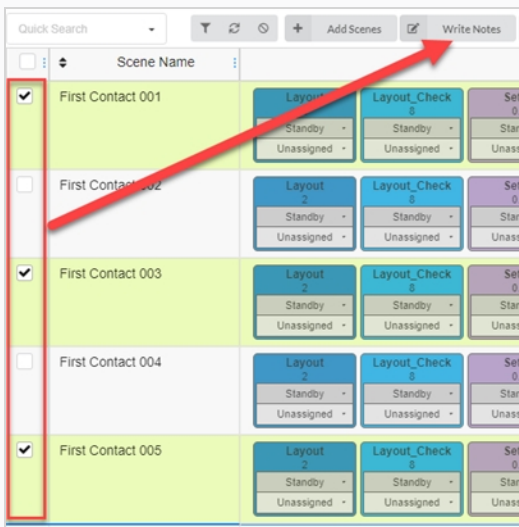 Quick Search Add Scenes Write Notes
Scene Name
First Contact 001 Layout Layout_Check
8
Standby Standby
Unassigned Unassigned
First Contact 002 Layout Layout_Check
2 8
Standby Standby
Unassigned Unassigned
First Contact 003 Layout Layout_Check
2 8
Standby Standby
Unassigned Unassigned
First Contact 004 Layout Layout_Check
2 8
Standby Standby
Unassigned Unassigned
First Contact 005 Layout Layout_Check
2 8
Standby Standby
Unassigned Unassigned